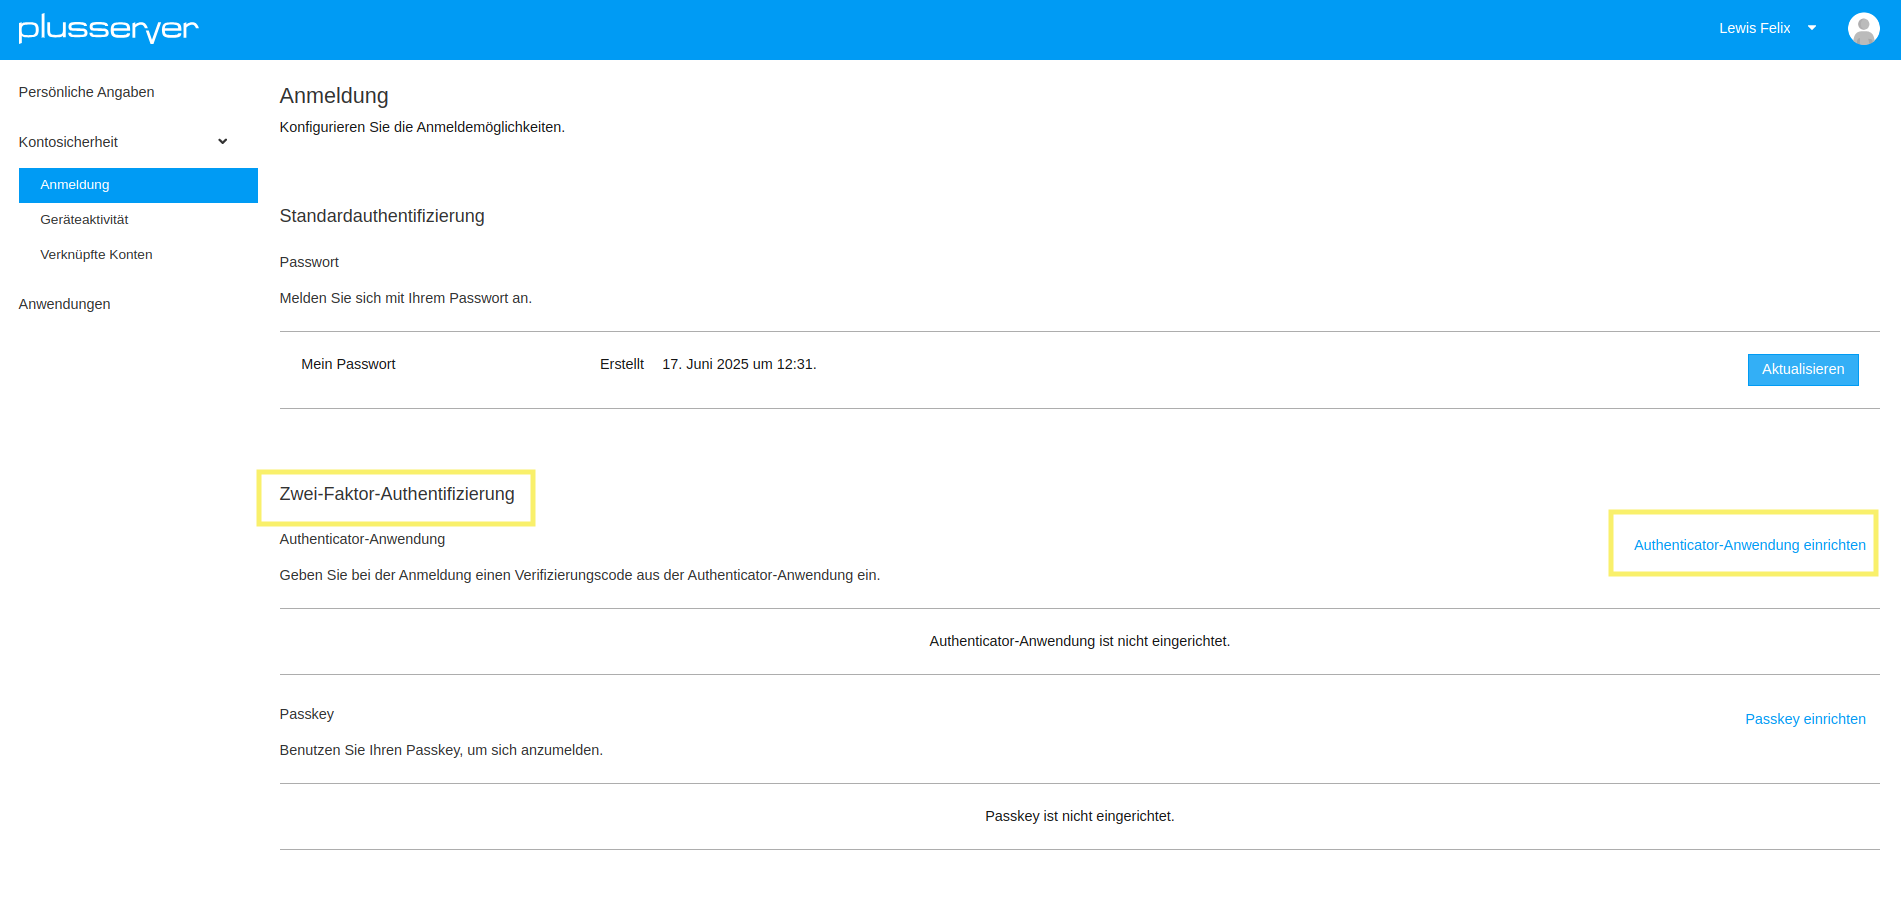 plusserver
Lewis Felix
Persönliche Angaben
Kontosicherheit
Anmeldung
Geräteaktivität
Verknüpfte Konten
Anwendungen
Anmeldung
Konfigurieren Sie die Anmeldemöglichkeiten.
Standardauthentifizierung
Passwort
Melden Sie sich mit Ihrem Passwort an.
Mein Passwort Erstellt 17. Juni 2025 um 12:31. Aktualisieren
Zwei-Faktor-Authentifizierung
Authenticator-Anwendung
Authenticator-Anwendung einrichten
Geben Sie bei der Anmeldung einen Verifizierungscode aus der Authenticator-Anwendung ein.
Authenticator-Anwendung ist nicht eingerichtet.
Passkey
Passkey einrichten
Benutzen Sie Ihren Passkey, um sich anzumelden.
Passkey ist nicht eingerichtet.